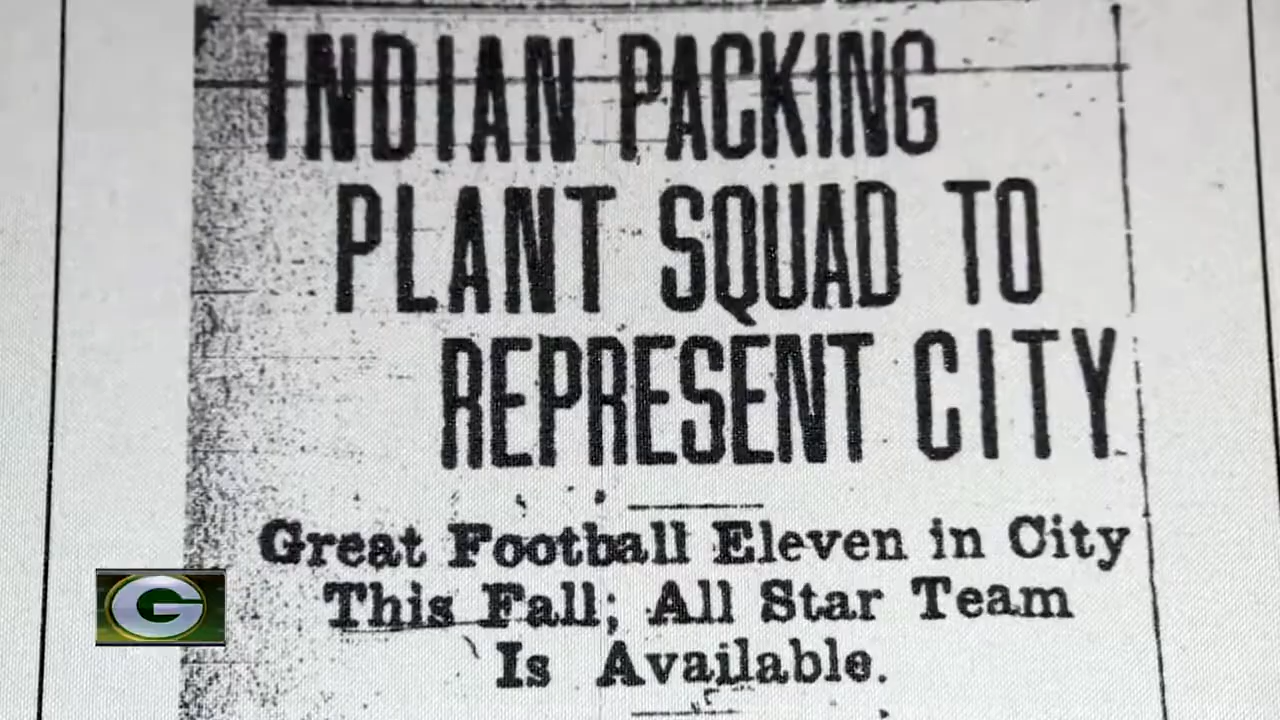 INDIAN PACKING
PLANT SQUAD TO
REPRESENT CITY
Great Football Eleven in City
This Fall; All Star Team
Is Available.
G